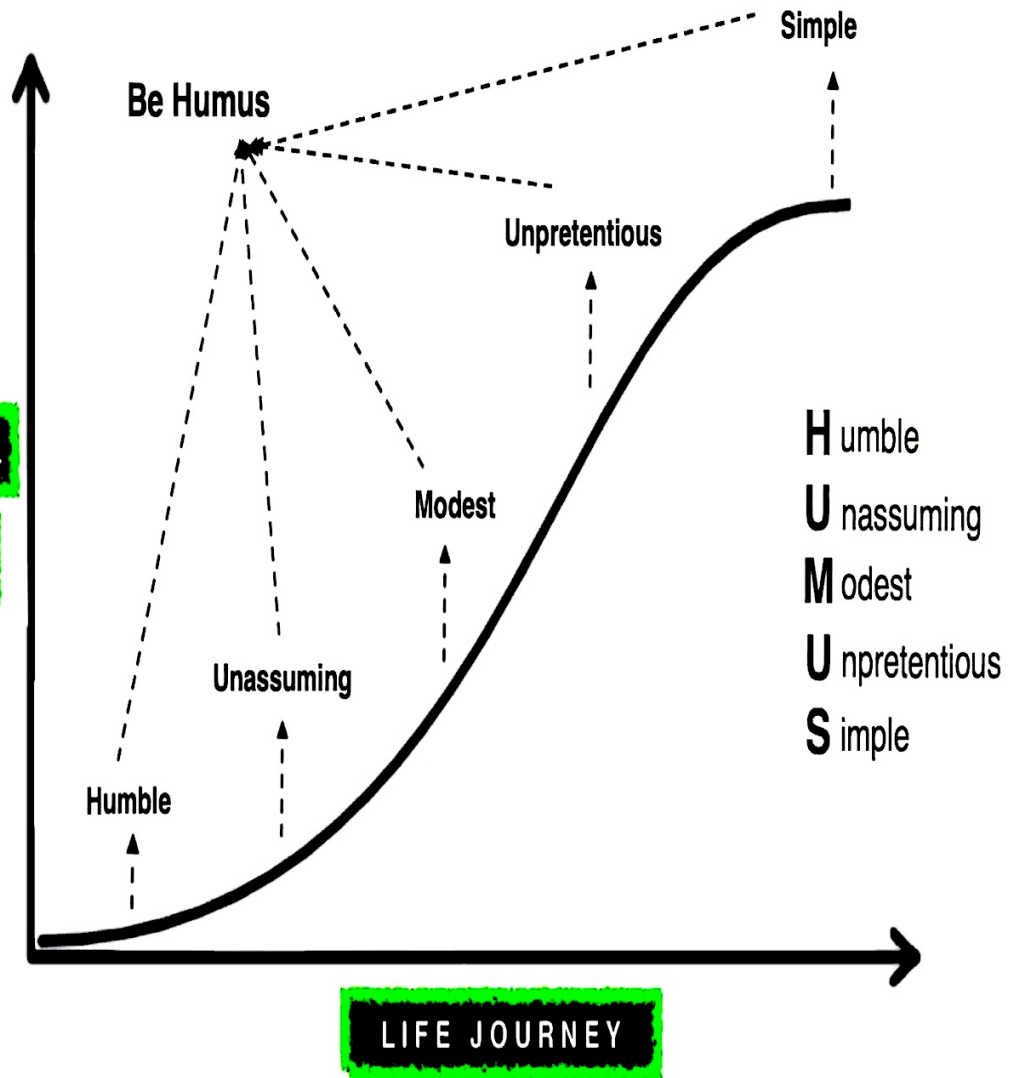 Simple
Be Humus
Unpretentious
Modest
Unassuming
Humble
H umble
U nassuming
M odest
U npretentious
S imple
LIFE JOURNEY